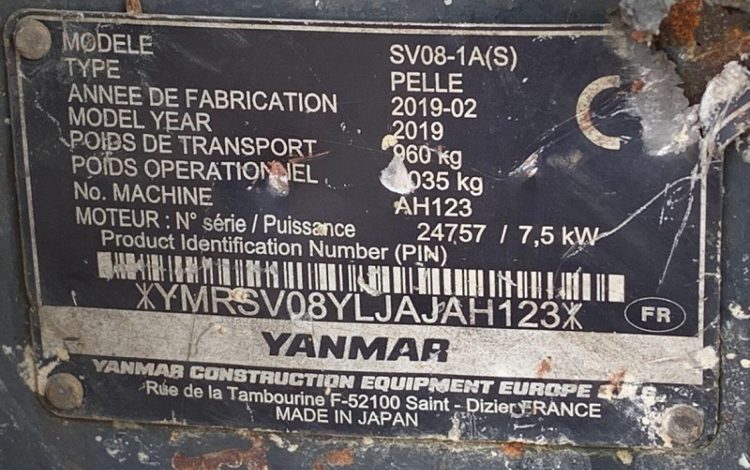 MODELE SV08-1A(S)
TYPE PELLE
ANNEE DE FABRICATION 2019-02
MODEL YEAR 2019
POIDS DE TRANSPORT 960 kg
POIDS OPERATIONNEL 035 kg
No. MACHINE AH123
MOTEUR : N° série / Puissance 24757 / 7,5 kW
Product Identification Number (PIN)
*YMRSV08YLJAJAH123*
FR
YANMAR
YANMAR CONSTRUCTION EQUIPMENT EUROPE S.A.S
Rue de la Tambourine F-52100 Saint - Dizier FRANCE
MADE IN JAPAN